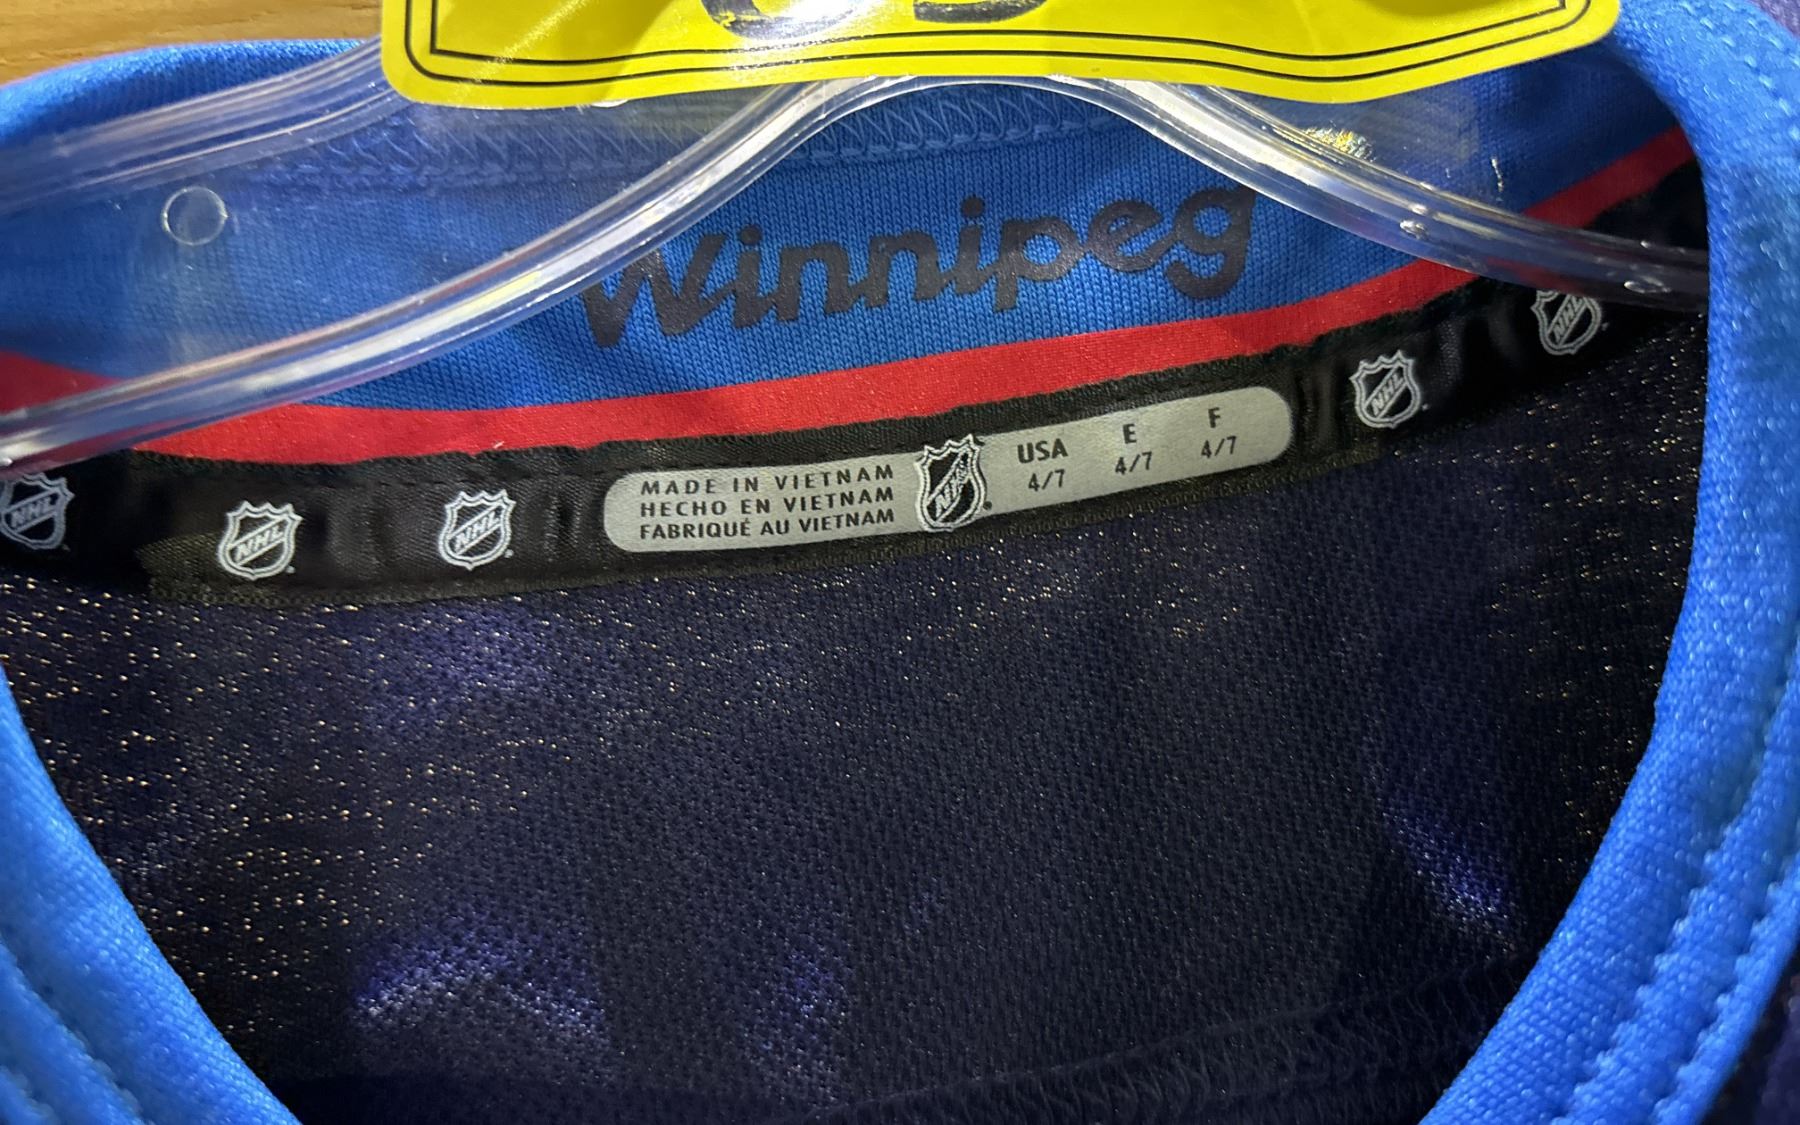 Winnipeg
MADE IN VIETNAM
HECHO EN VIETNAM
FABRIQUÉ AU VIETNAM
NHL
USA E F
4/7 4/7 4/7
NHL
NHL
NHL
NHL
NHL